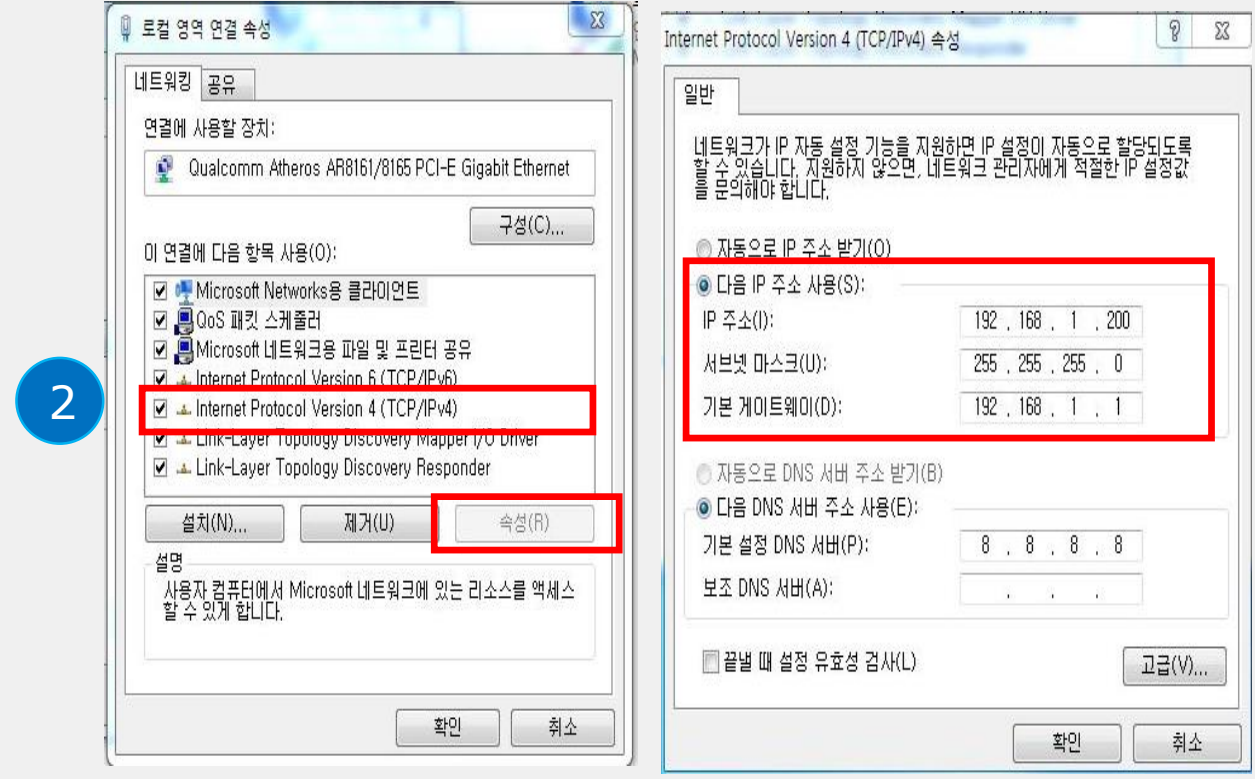 2
로컬 영역 연결 속성
네트워킹 공유
연결에 사용할 장치:
Qualcomm Atheros AR8161/8165 PCI-E Gigabit Ethernet
구성(C)...
이 연결에 다음 항목 사용(O):
Microsoft Networks용 클라이언트
QoS 패킷 스케줄러
Microsoft 네트워크용 파일 및 프린터 공유
Internet Protocol Version 6 (TCP/IPv6)
Internet Protocol Version 4 (TCP/IPv4)
Link-Layer Topology Discovery Mapper I/O Driver
Link-Layer Topology Discovery Responder
설치(N)... 제거(U) 속성(R)
설명
사용자 컴퓨터에서 Microsoft 네트워크에 있는 리소스를 액세스
할 수 있게 합니다.
확인 취소
Internet Protocol Version 4 (TCP/IPv4) 속성
일반
네트워크가 IP 자동 설정 기능을 지원하면 IP 설정이 자동으로 할당되도록
할 수 있습니다. 지원하지 않으면, 네트워크 관리자에게 적절한 IP 설정값
을 문의해야 합니다.
자동으로 IP 주소 받기(O)
다음 IP 주소 사용(S):
IP 주소(I): 192 . 168 . 1 . 200
서브넷 마스크(U): 255 . 255 . 255 . 0
기본 게이트웨이(D): 192 . 168 . 1 . 1
자동으로 DNS 서버 주소 받기(B)
다음 DNS 서버 주소 사용(E):
기본 설정 DNS 서버(P): 8 . 8 . 8 . 8
보조 DNS 서버(A): . . .
끝낼 때 설정 유효성 검사(L)
고급(V)...
확인 취소